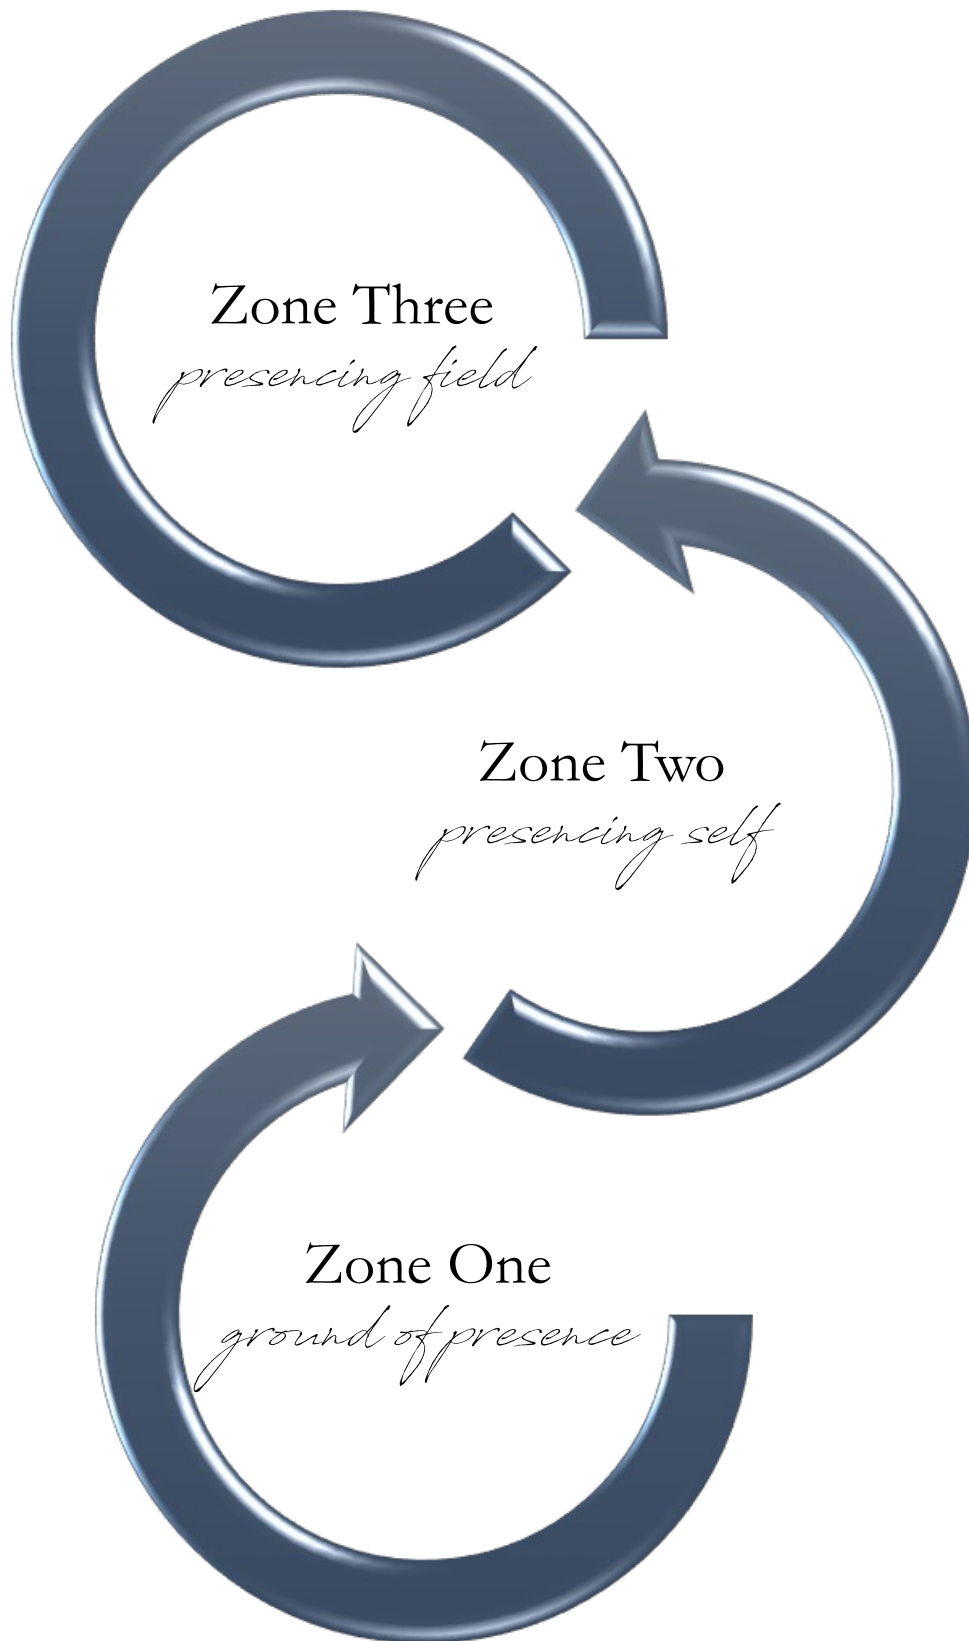 Zone Three
presencing field
Zone Two
presencing self
Zone One
ground of presence